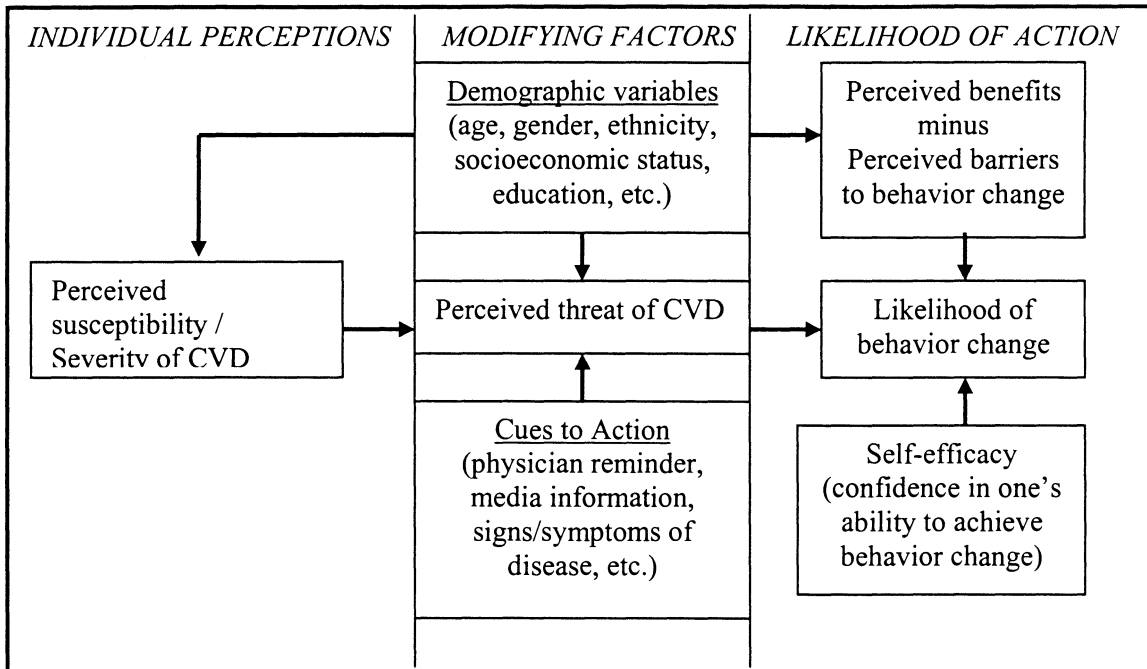 INDIVIDUAL PERCEPTIONS
MODIFYING FACTORS
LIKELIHOOD OF ACTION
Demographic variables
(age, gender, ethnicity,
socioeconomic status,
education, etc.)
Perceived benefits
minus
Perceived barriers
to behavior change
Perceived
susceptibility /
Severity of CVD
Perceived threat of CVD
Likelihood of
behavior change
Cues to Action
(physician reminder,
media information,
signs/symptoms of
disease, etc.)
Self-efficacy
(confidence in one's
ability to achieve
behavior change)